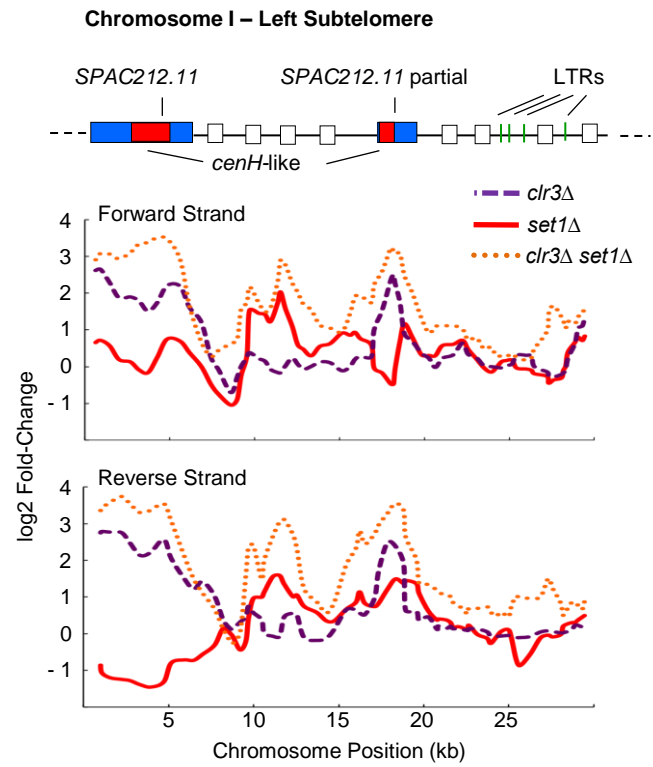 Chromosome I – Left Subtelomere
SPAC212.11 SPAC212.11 partial LTRs
cenH-like
clr3Δ
set1Δ
clr3Δ set1Δ
Forward Strand
4
3
2
1
0
- 1
log2 Fold-Change
Reverse Strand
4
3
2
1
0
- 1
5 10 15 20 25
Chromosome Position (kb)